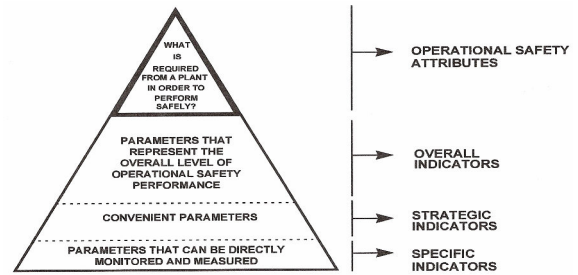 WHAT
IS
REQUIRED
FROM A PLANT
IN ORDER TO
PERFORM
SAFELY?
OPERATIONAL SAFETY
ATTRIBUTES
PARAMETERS THAT
REPRESENT THE
OVERALL LEVEL OF
OPERATIONAL SAFETY
PERFORMANCE
OVERALL
INDICATORS
CONVENIENT PARAMETERS
STRATEGIC
INDICATORS
PARAMETERS THAT CAN BE DIRECTLY
MONITORED AND MEASURED
SPECIFIC
INDICATORS